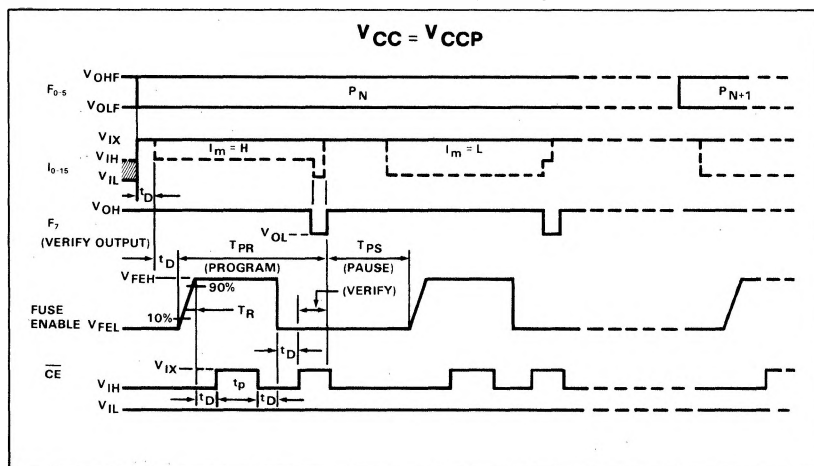 VCC = VCCP
F0-5
VOHF
VOLF
PN
PN+1
I0-15
VIX
VIH
VIL
Im = H
Im = L
tD
F7
(VERIFY OUTPUT)
VOH
VOL
tD
TPR
(PROGRAM)
TPS
(PAUSE)
(VERIFY)
FUSE
ENABLE
VFEH
VFEL
90%
10%
TR
tD
CE
VIX
VIH
VIL
tD
tp
tD